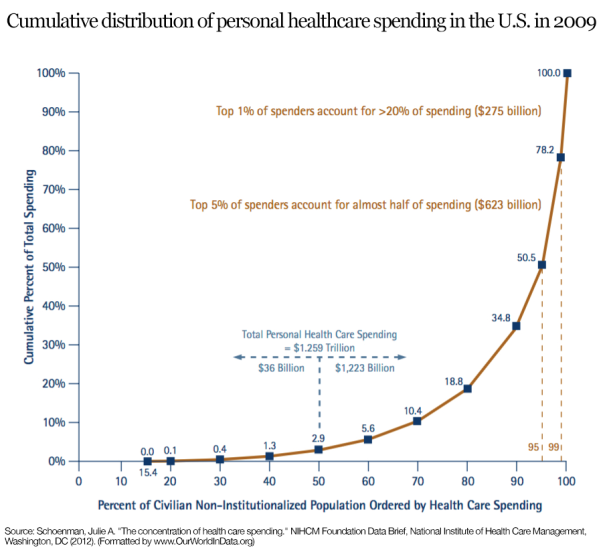 Cumulative distribution of personal healthcare spending in the U.S. in 2009
Cumulative Percent of Total Spending
100%
90%
80%
70%
60%
50%
40%
30%
20%
10%
0%
Top 1% of spenders account for >20% of spending ($275 billion)
Top 5% of spenders account for almost half of spending ($623 billion)
Total Personal Health Care Spending
= $1.259 Trillion
$36 Billion $1,223 Billion
0.0 0.1 0.4 1.3 2.9 5.6 10.4 18.8 34.8 50.5 78.2 100.0
15.4
95 99
0 10 20 30 40 50 60 70 80 90 100
Percent of Civilian Non-Institutionalized Population Ordered by Health Care Spending
Source: Schoenman, Julie A. "The concentration of health care spending." NIHCM Foundation Data Brief, National Institute of Health Care Management,
Washington, DC (2012). (Formatted by www.OurWorldInData.org)